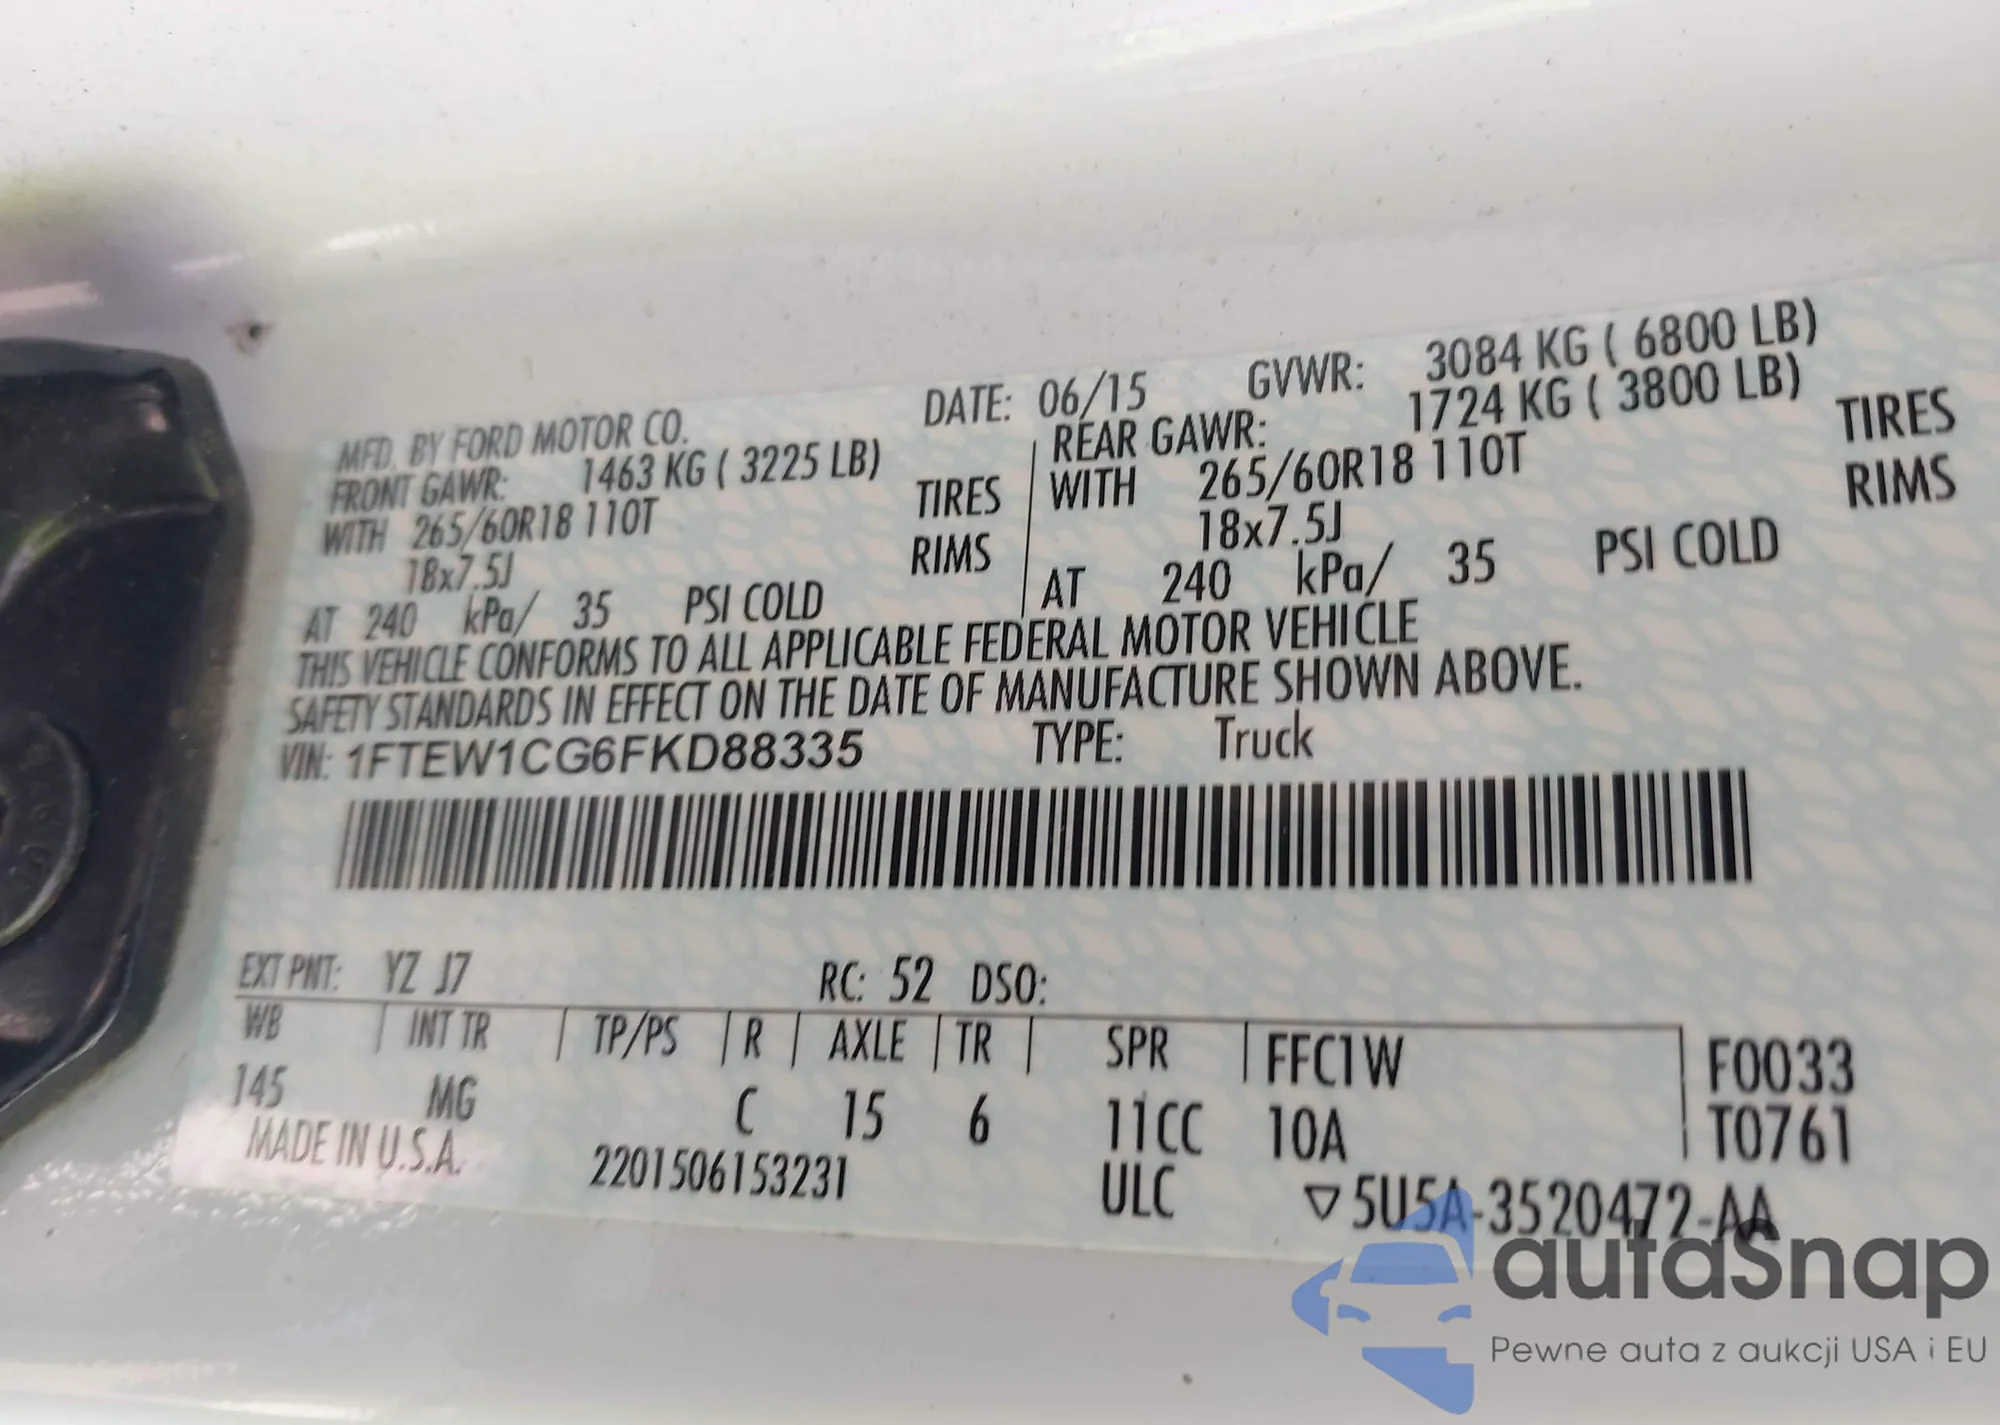 MFD. BY FORD MOTOR CO. DATE: 06/15 GVWR: 3084 KG ( 6800 LB)
FRONT GAWR: 1463 KG ( 3225 LB) REAR GAWR: 1724 KG ( 3800 LB)
WITH 265/60R18 110T TIRES WITH 265/60R18 110T TIRES
18x7.5J RIMS 18x7.5J RIMS
AT 240 kPa/ 35 PSI COLD AT 240 kPa/ 35 PSI COLD
THIS VEHICLE CONFORMS TO ALL APPLICABLE FEDERAL MOTOR VEHICLE
SAFETY STANDARDS IN EFFECT ON THE DATE OF MANUFACTURE SHOWN ABOVE.
VIN: 1FTEW1CG6FKD88335 TYPE: Truck
EXT PNT: YZ J7 RC: 52 DSO:
WB | INT TR | TP/PS | R | AXLE | TR | SPR | FFC1W F0033
145 MG C 15 6 11CC 10A T0761
MADE IN U.S.A. 2201506153231 ULC ▽5U5A-3520472-AA
autaSnap
Pewne auta z aukcji USA i EU